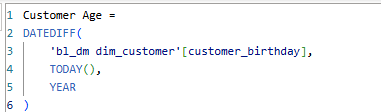 1 Customer Age =
2 DATEDIFF(
3 'bl_dm dim_customer'[customer_birthday],
4 TODAY(),
5 YEAR
6 )